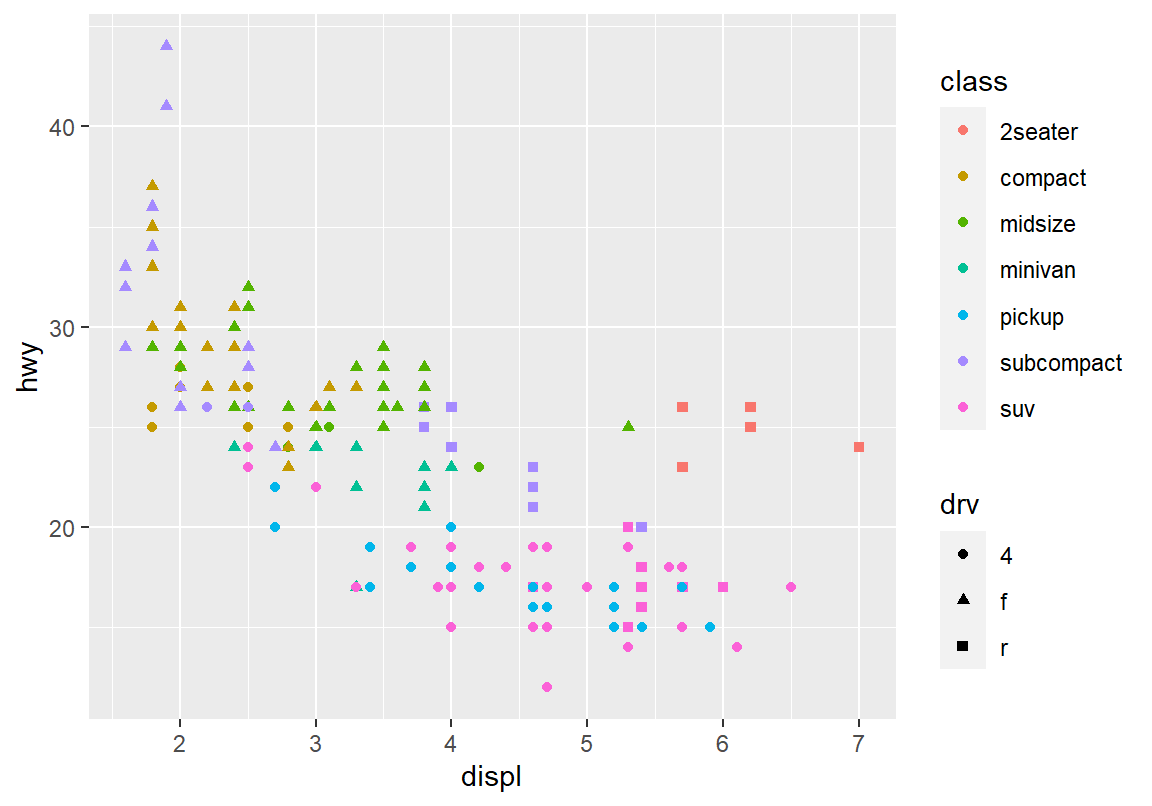 class
2seater
compact
midsize
minivan
pickup
subcompact
suv
drv
4
f
r
hwy
40
30
20
2 3 4 5 6 7
displ